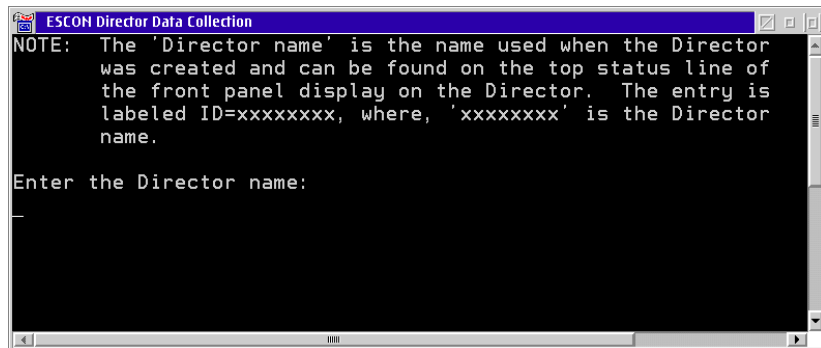 ESCON Director Data Collection
NOTE:  The 'Director name' is the name used when the Director
was created and can be found on the top status line of
the front panel display on the Director.  The entry is
labeled ID=xxxxxxxx, where, 'xxxxxxxx' is the Director
name.
Enter the Director name: